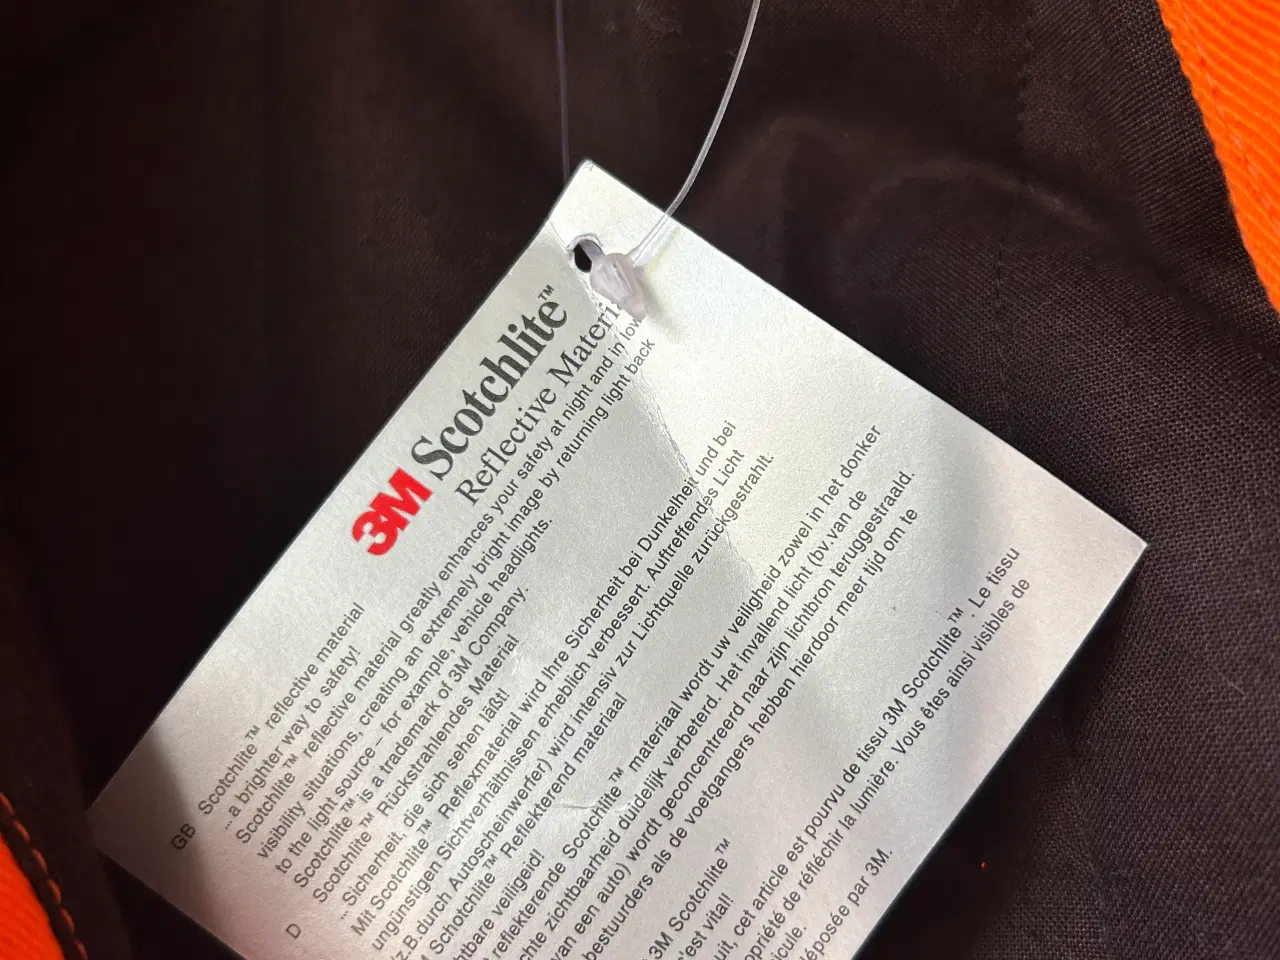 3M Scotchlite™
Reflective Materi
GB Scotchlite™ reflective material
... a brighter way to safety!
Scotchlite™ reflective material greatly enhances your safety at night and in low
visibility situations, creating an extremely bright image by returning light back
to the light source – for example, vehicle headlights.
Scotchlite™ is a trademark of 3M Company.
D Scotchlite™ Rückstrahlendes Material
... Sicherheit, die sich sehen läßt!
Mit Scotchlite™ Reflexmaterial wird Ihre Sicherheit bei Dunkelheit und bei
ungünstigen Sichtverhältnissen erheblich verbessert. Auftreffendes Licht
z.B.durch Autoscheinwerfer) wird intensiv zur Lichtquelle zurückgestrahlt.
M Schotchlite™ Reflekterend materiaal
htbare veiligeid!
reflekterende Scotchlite™ materiaal wordt uw veiligheid zowel in het donker
chte zichtbaarheid duidelijk verbeterd. Het invallend licht (bv.van de
van een auto) wordt geconcentreerd naar zijn lichtbron teruggestraald.
bestuurders als de voetgangers hebben hierdoor meer tijd om te
3M Scotchlite™
c'est vital!
uit, cet article est pourvu de tissu 3M Scotchlite™. Le tissu
opriété de réfléchir la lumière. Vous êtes ainsi visibles de
icule.
éposée par 3M.